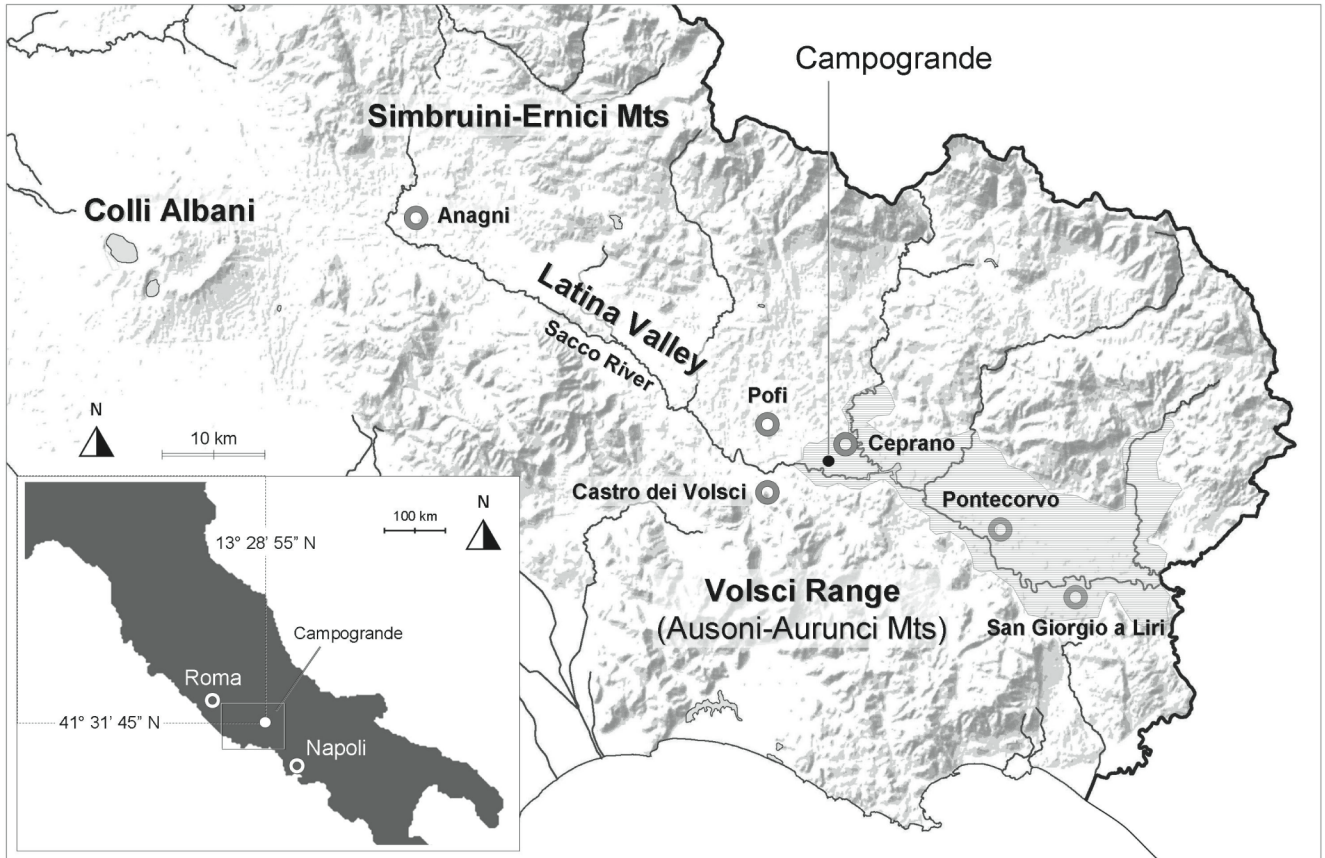 Campogrande
Simbruini-Ernici Mts
Colli Albani
Anagni
Latina Valley
Sacco River
Pofi
Ceprano
Castro dei Volsci
Pontecorvo
Volsci Range
(Ausoni-Aurunci Mts)
San Giorgio a Liri
N
10 km
100 km
N
13° 28' 55" N
Campogrande
Roma
41° 31' 45" N
Napoli